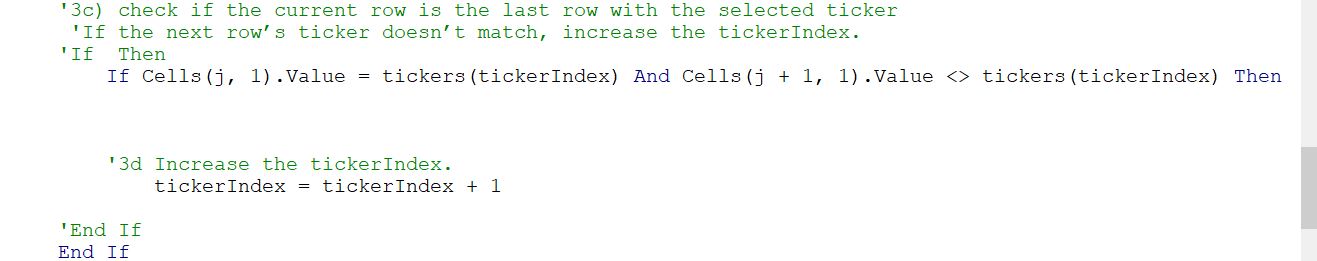 '3c) check if the current row is the last row with the selected ticker
'If the next row’s ticker doesn’t match, increase the tickerIndex.
'If  Then
If Cells(j, 1).Value = tickers(tickerIndex) And Cells(j + 1, 1).Value <> tickers(tickerIndex) Then
'3d Increase the tickerIndex.
tickerIndex = tickerIndex + 1
'End If
End If